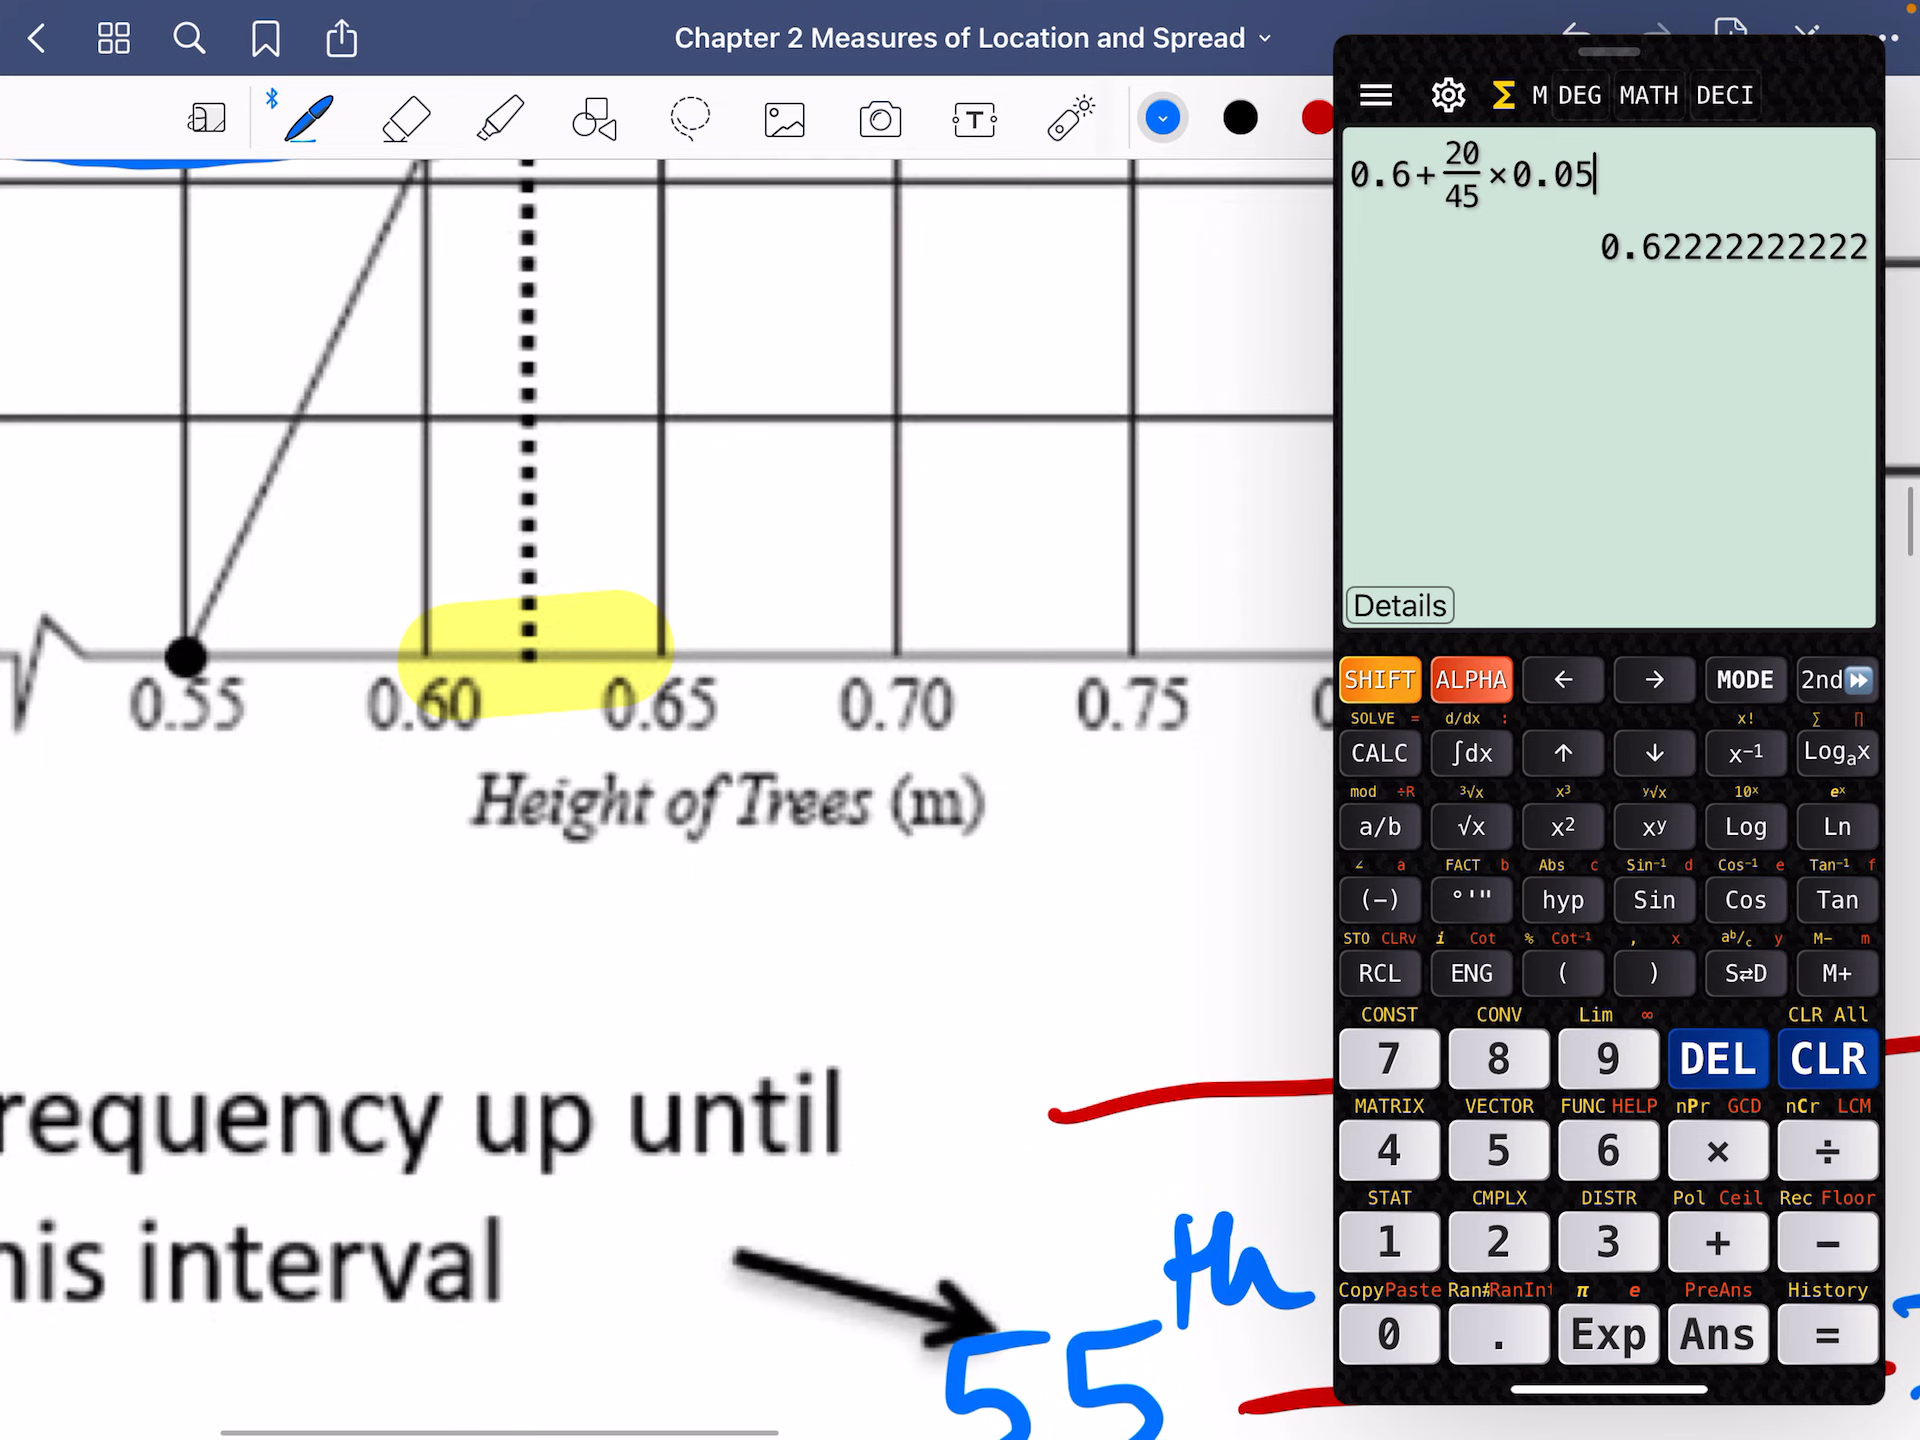 Chapter 2 Measures of Location and Spread
M DEG MATH DECI
0.6+20/45×0.05
0.62222222222
Details
0.55 0.60 0.65 0.70 0.75
Height of Trees (m)
requency up until
his interval
55th
SHIFT ALPHA ← → MODE 2nd
SOLVE = d/dx : x! ∑ ∏
CALC ∫dx ↑ ↓ x⁻¹ Logₐx
mod ÷R ³√x x³ ʸ√x 10ˣ eˣ
a/b √x x² xʸ Log Ln
∠ a FACT b Abs c Sin⁻¹ d Cos⁻¹ e Tan⁻¹ f
(−) °'" hyp Sin Cos Tan
STO CLRv i Cot % Cot⁻¹ , x aᵇ/c y M− m
RCL ENG ( ) S⇄D M+
CONST CONV Lim ∞ CLR All
7 8 9 DEL CLR
MATRIX VECTOR FUNC HELP nPr GCD nCr LCM
4 5 6 × ÷
STAT CMPLX DISTR Pol Ceil Rec Floor
1 2 3 + −
Copy Paste Ran# RanInt π e PreAns History
0 . Exp Ans =